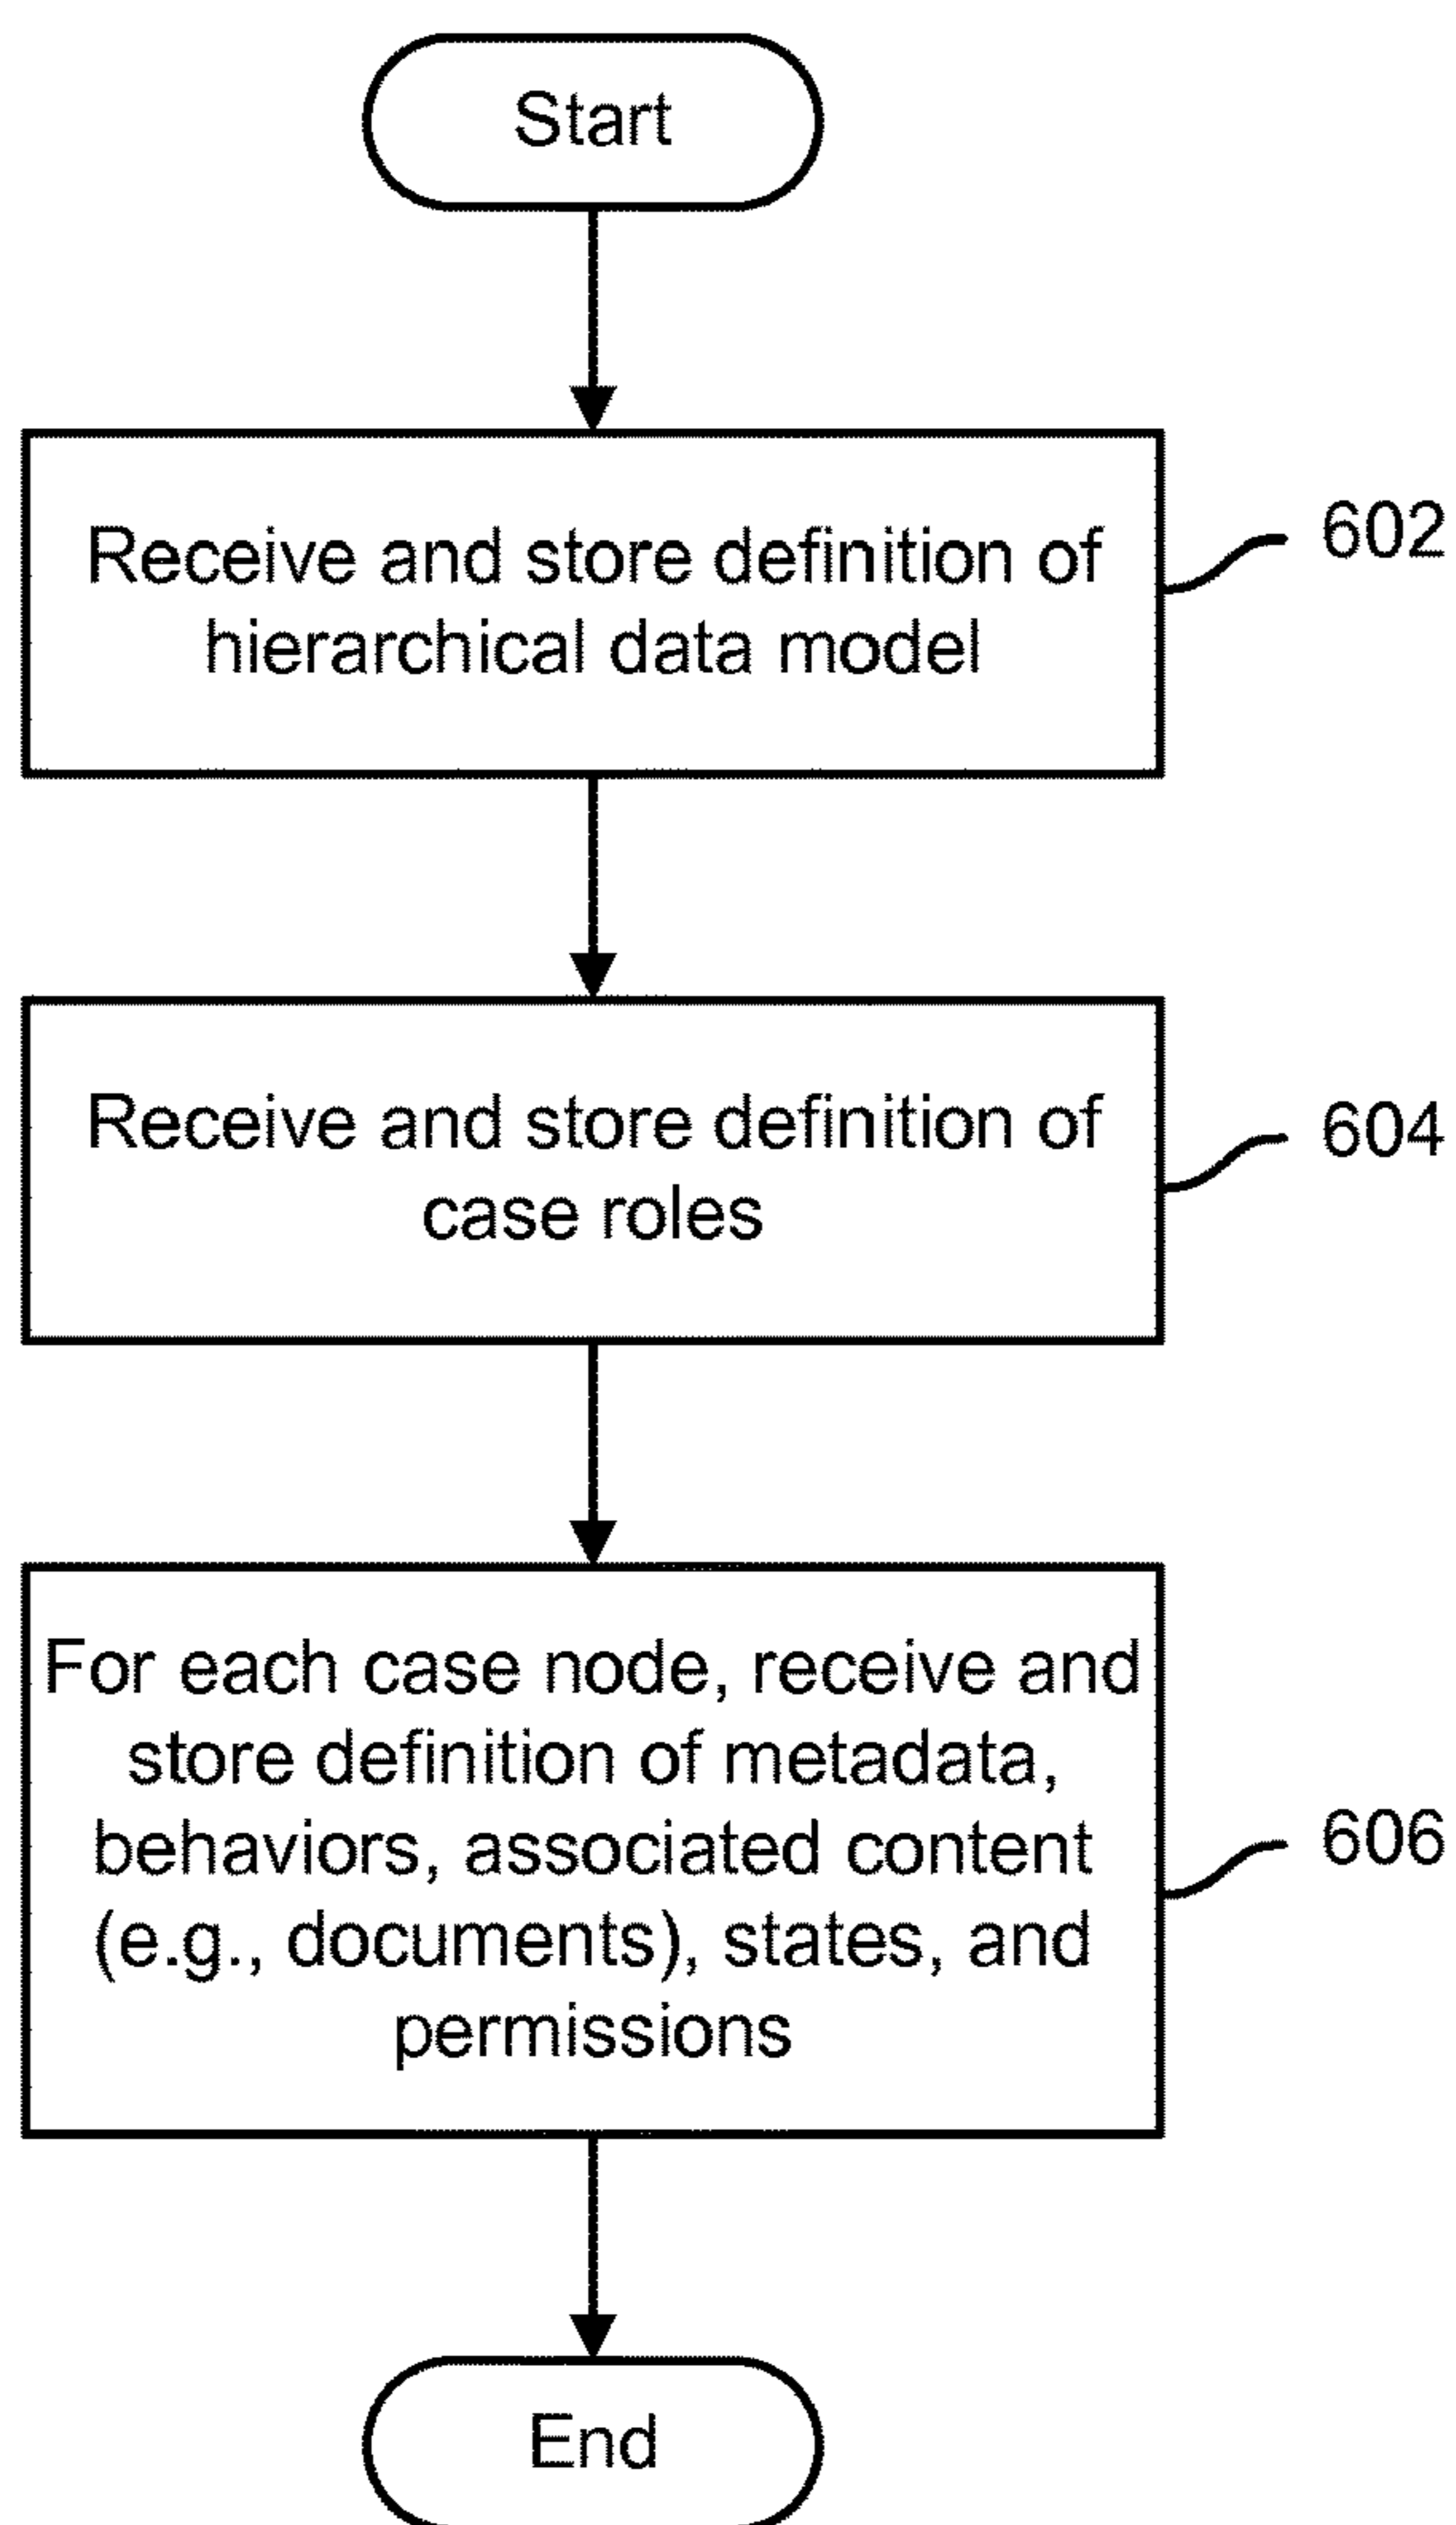 Start
Receive and store definition of
hierarchical data model
602
Receive and store definition of
case roles
604
For each case node, receive and
store definition of metadata,
behaviors, associated content
(e.g., documents), states, and
permissions
606
End